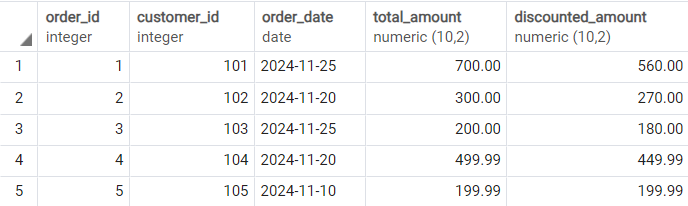 order_id customer_id order_date total_amount discounted_amount
integer integer date numeric (10,2) numeric (10,2)
1 1 101 2024-11-25 700.00 560.00
2 2 102 2024-11-20 300.00 270.00
3 3 103 2024-11-25 200.00 180.00
4 4 104 2024-11-20 499.99 449.99
5 5 105 2024-11-10 199.99 199.99